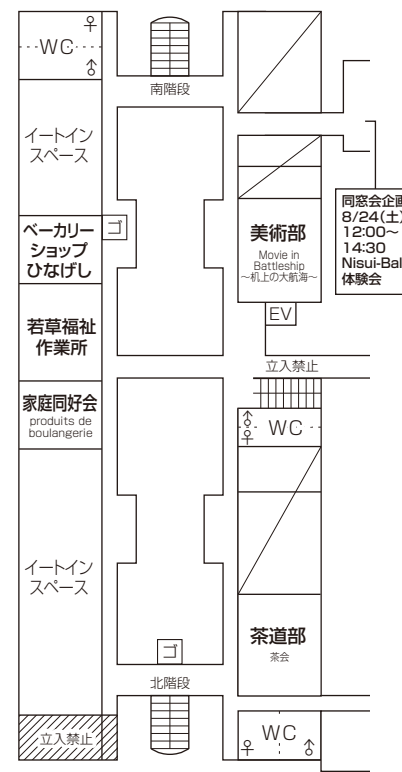 WC
南階段
イートイン
スペース
ベーカリー
ショップ
ひなげし
ゴ
若草福祉
作業所
家庭同好会
produits de
boulangerie
イートイン
スペース
立入禁止
美術部
Movie in
Battleship
～机上の大航海～
EV
立入禁止
WC
茶道部
茶会
ゴ
北階段
WC
同窓会企画
8/24(土)
12:00～
14:30
Nisui-Bal
体験会